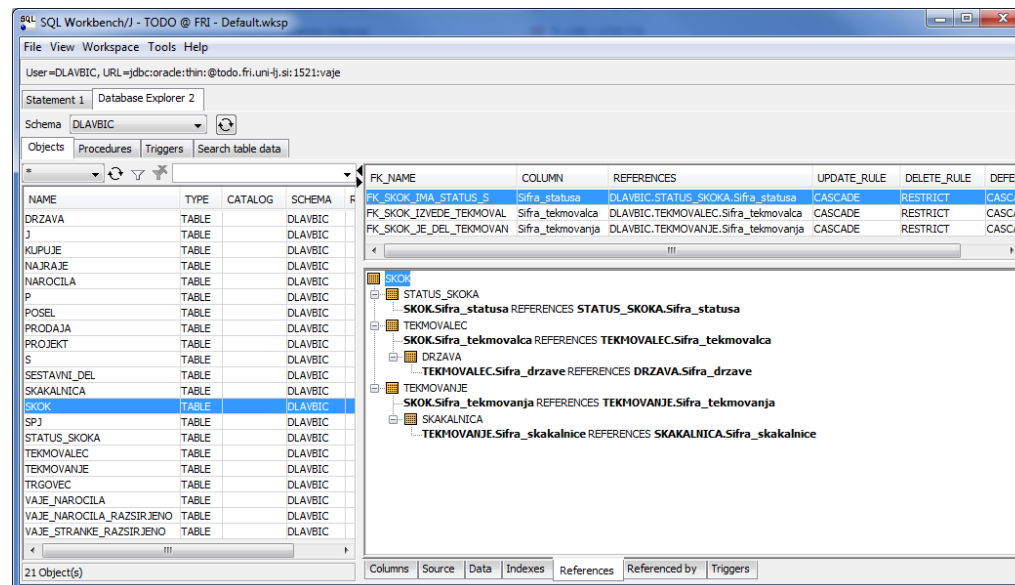 SQL Workbench/J - TODO @ FRI - Default.wksp
File View Workspace Tools Help
User=DLAVBIC, URL=jdbc:oracle:thin:@todo.fri.uni-lj.si:1521:vaje
Statement 1 Database Explorer 2
Schema DLAVBIC
Objects Procedures Triggers Search table data
*
NAME TYPE CATALOG SCHEMA R
DRZAVA TABLE DLAVBIC
J TABLE DLAVBIC
KUPUJE TABLE DLAVBIC
NAJRAJE TABLE DLAVBIC
NAROCILA TABLE DLAVBIC
P TABLE DLAVBIC
POSEL TABLE DLAVBIC
PRODAJA TABLE DLAVBIC
PROJEKT TABLE DLAVBIC
S TABLE DLAVBIC
SESTAVNI_DEL TABLE DLAVBIC
SKAKALNICA TABLE DLAVBIC
SKOK TABLE DLAVBIC
SPJ TABLE DLAVBIC
STATUS_SKOKA TABLE DLAVBIC
TEKMOVALEC TABLE DLAVBIC
TEKMOVANJE TABLE DLAVBIC
TRGOVEC TABLE DLAVBIC
VAJE_NAROCILA TABLE DLAVBIC
VAJE_NAROCILA_RAZSIRJENO TABLE DLAVBIC
VAJE_STRANKE_RAZSIRJENO TABLE DLAVBIC
21 Object(s)
FK_NAME COLUMN REFERENCES UPDATE_RULE DELETE_RULE DEFE
FK_SKOK_IMA_STATUS_S Sifra_statusa DLAVBIC.STATUS_SKOKA.Sifra_statusa CASCADE RESTRICT CASC
FK_SKOK_IZVEDE_TEKMOVAL Sifra_tekmovalca DLAVBIC.TEKMOVALEC.Sifra_tekmovalca CASCADE RESTRICT CASC
FK_SKOK_JE_DEL_TEKMOVAN Sifra_tekmovanja DLAVBIC.TEKMOVANJE.Sifra_tekmovanja CASCADE RESTRICT CASC
SKOK
STATUS_SKOKA
SKOK.Sifra_statusa REFERENCES STATUS_SKOKA.Sifra_statusa
TEKMOVALEC
SKOK.Sifra_tekmovalca REFERENCES TEKMOVALEC.Sifra_tekmovalca
DRZAVA
TEKMOVALEC.Sifra_drzave REFERENCES DRZAVA.Sifra_drzave
TEKMOVANJE
SKOK.Sifra_tekmovanja REFERENCES TEKMOVANJE.Sifra_tekmovanja
SKAKALNICA
TEKMOVANJE.Sifra_skakalnice REFERENCES SKAKALNICA.Sifra_skakalnice
Columns Source Data Indexes References Referenced by Triggers